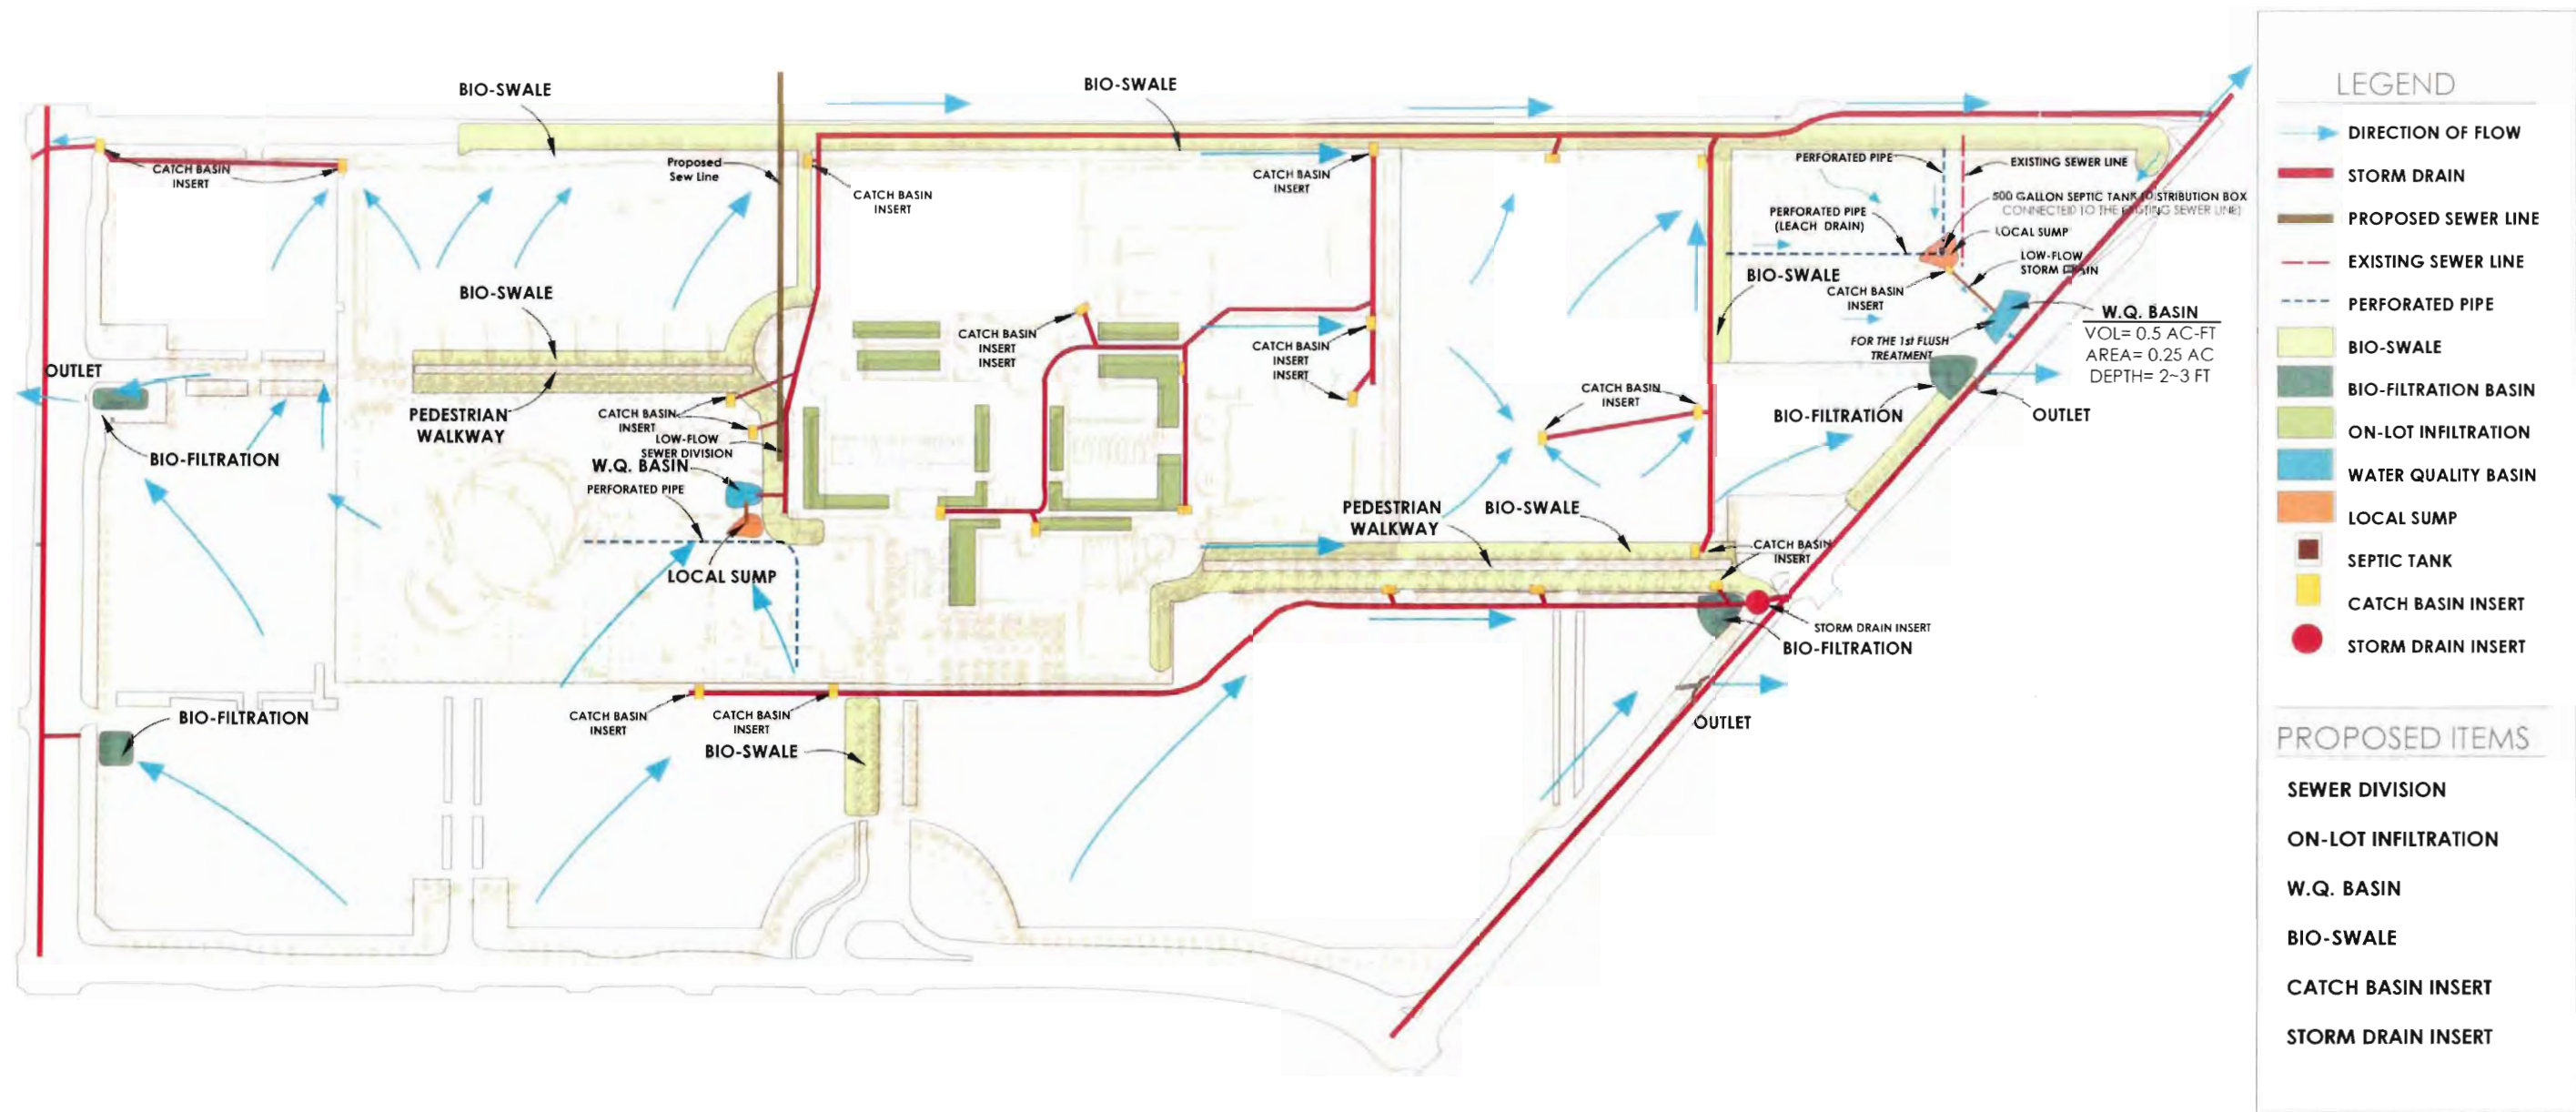 BIO-SWALE
BIO-SWALE
CATCH BASIN
INSERT
Proposed
Sew Line
CATCH BASIN
INSERT
CATCH BASIN
INSERT
PERFORATED PIPE
EXISTING SEWER LINE
500 GALLON SEPTIC TANK
CONNECTED TO THE EXISTING SEWER LINE)
PERFORATED PIPE
(LEACH DRAIN)
LOCAL SUMP
LOW-FLOW
STORM DRAIN
BIO-SWALE
CATCH BASIN
INSERT
W.Q. BASIN
VOL= 0.5 AC-FT
AREA= 0.25 AC
DEPTH= 2~3 FT
FOR THE 1st FLUSH
TREATMENT
BIO-SWALE
CATCH BASIN
INSERT
INSERT
CATCH BASIN
INSERT
INSERT
OUTLET
PEDESTRIAN
WALKWAY
CATCH BASIN
INSERT
LOW-FLOW
SEWER DIVISION
W.Q. BASIN
PERFORATED PIPE
BIO-FILTRATION
CATCH BASIN
INSERT
BIO-FILTRATION
OUTLET
PEDESTRIAN
WALKWAY
BIO-SWALE
CATCH BASIN
INSERT
LOCAL SUMP
STORM DRAIN INSERT
BIO-FILTRATION
OUTLET
BIO-FILTRATION
CATCH BASIN
INSERT
CATCH BASIN
INSERT
BIO-SWALE
LEGEND
DIRECTION OF FLOW
STORM DRAIN
PROPOSED SEWER LINE
EXISTING SEWER LINE
PERFORATED PIPE
BIO-SWALE
BIO-FILTRATION BASIN
ON-LOT INFILTRATION
WATER QUALITY BASIN
LOCAL SUMP
SEPTIC TANK
CATCH BASIN INSERT
STORM DRAIN INSERT
PROPOSED ITEMS
SEWER DIVISION
ON-LOT INFILTRATION
W.Q. BASIN
BIO-SWALE
CATCH BASIN INSERT
STORM DRAIN INSERT